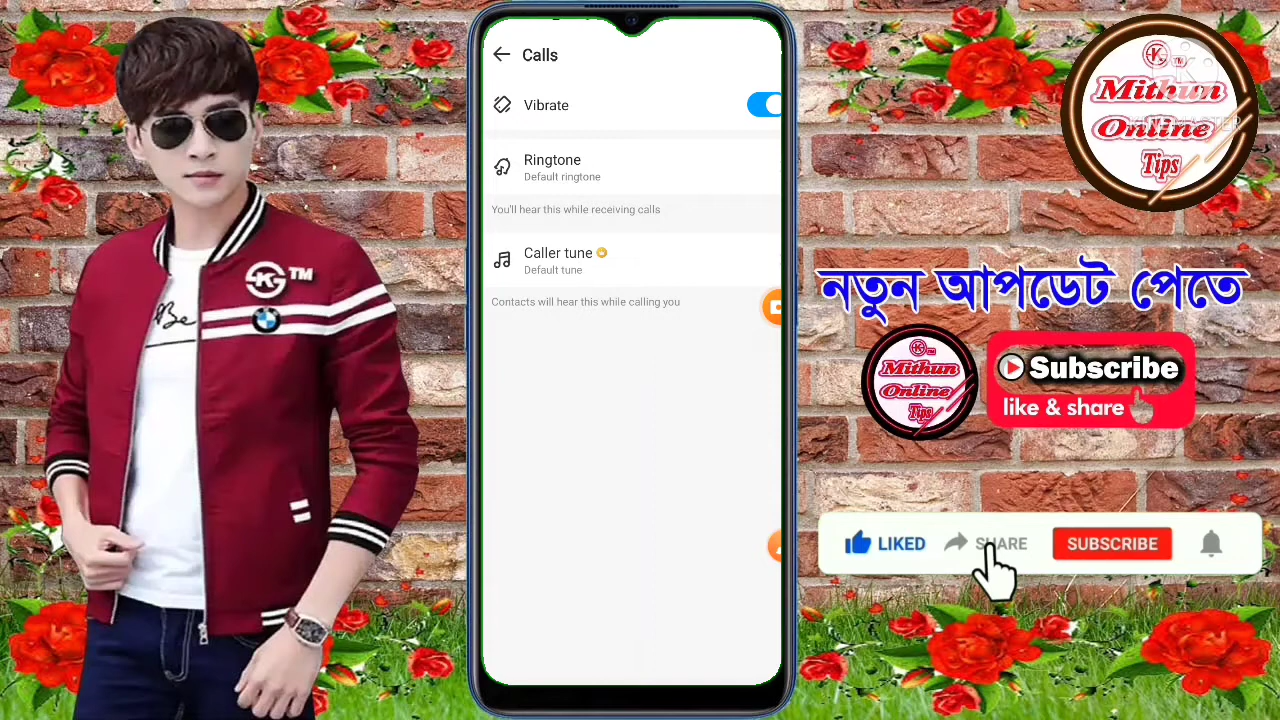 Calls
Vibrate
Ringtone
Default ringtone
You'll hear this while receiving calls
Caller tune
Default tune
Contacts will hear this while calling you
GK TM
Mithun
Online
Tips
নতুন আপডেট পেতে
Mithun
Online
Tips
Subscribe
like & share
LIKED
SHARE
SUBSCRIBE